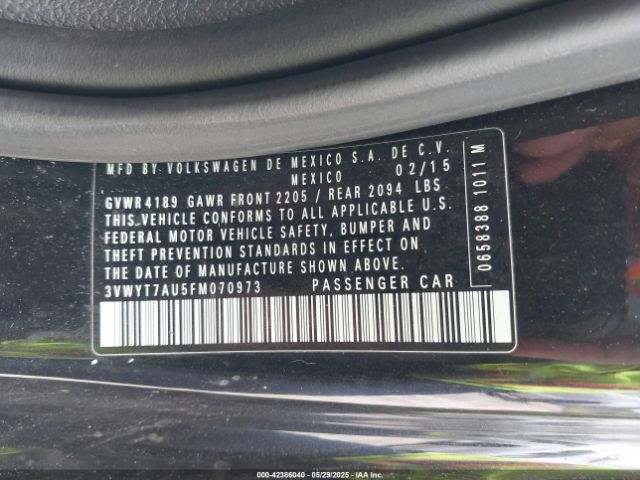 MFD BY VOLKSWAGEN DE MEXICO S.A. DE C.V.
MEXICO 02/15
GVWR 4189 GAWR FRONT 2205 / REAR 2094 LBS
THIS VEHICLE CONFORMS TO ALL APPLICABLE U.S.
FEDERAL MOTOR VEHICLE SAFETY, BUMPER AND
THEFT PREVENTION STANDARDS IN EFFECT ON
THE DATE OF MANUFACTURE SHOWN ABOVE.
3VWYT7AU5FM070973 PASSENGER CAR
0658388 1011 M
000-42386040 - 05/29/2025 - IAAI.COM